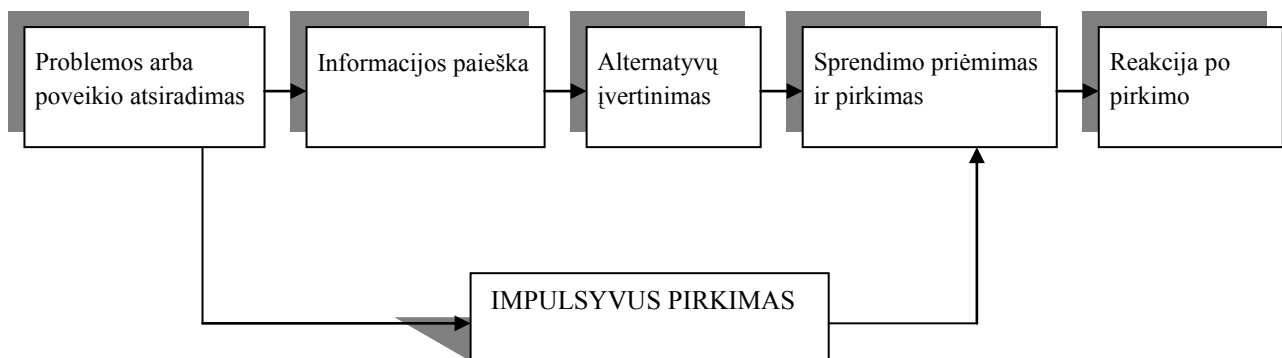 Problemos arba
poveikio atsiradimas
Informacijos paieška
Alternatyvų
įvertinimas
Sprendimo priėmimas
ir pirkimas
Reakcija po
pirkimo
IMPULSYVUS PIRKIMAS